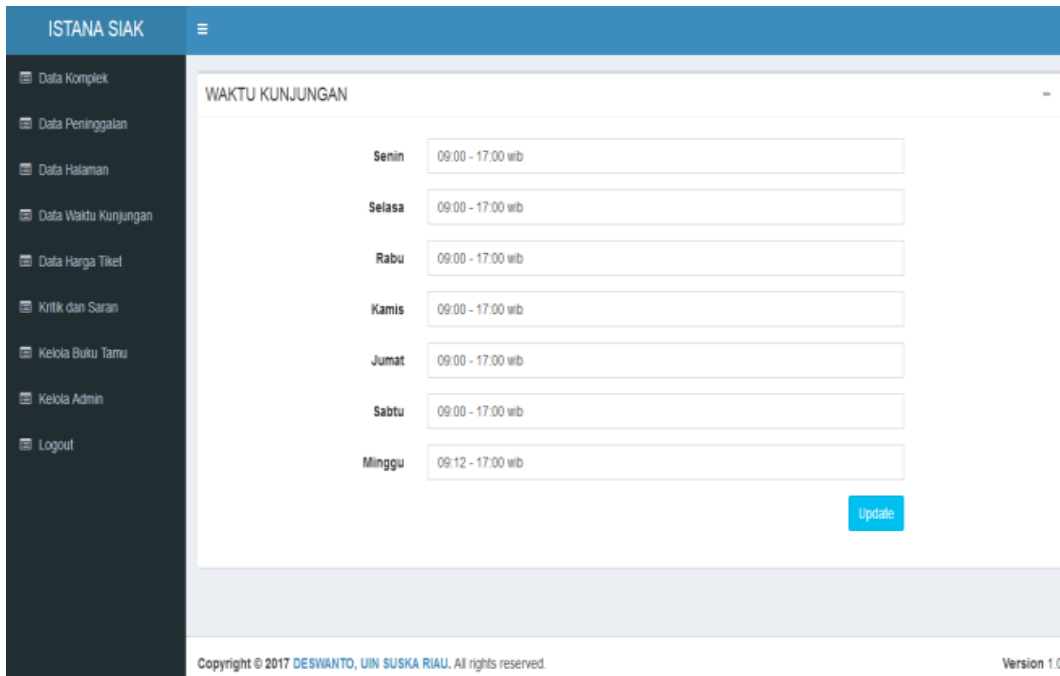 ISTANA SIAK
Data Komplek
Data Peninggalan
Data Halaman
Data Waktu Kunjungan
Data Harga Tiket
Kritik dan Saran
Kelola Buku Tamu
Kelola Admin
Logout
WAKTU KUNJUNGAN
Senin 09:00 - 17:00 wib
Selasa 09:00 - 17:00 wib
Rabu 09:00 - 17:00 wib
Kamis 09:00 - 17:00 wib
Jumat 09:00 - 17:00 wib
Sabtu 09:00 - 17:00 wib
Minggu 09:12 - 17:00 wib
Update
Copyright © 2017 DESWANTO, UIN SUSKA RIAU. All rights reserved. Version 1.0